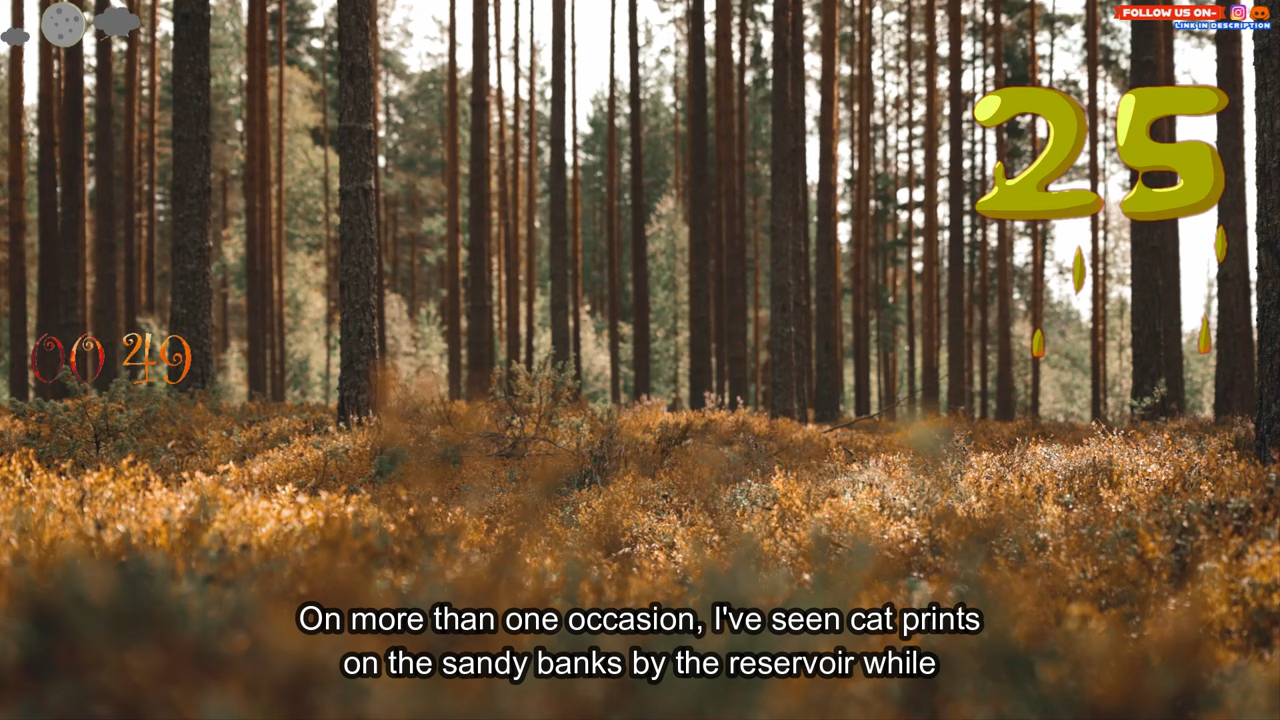 FOLLOW US ON-
LINK IN DESCRIPTION
25
00 49
On more than one occasion, I've seen cat prints
on the sandy banks by the reservoir while